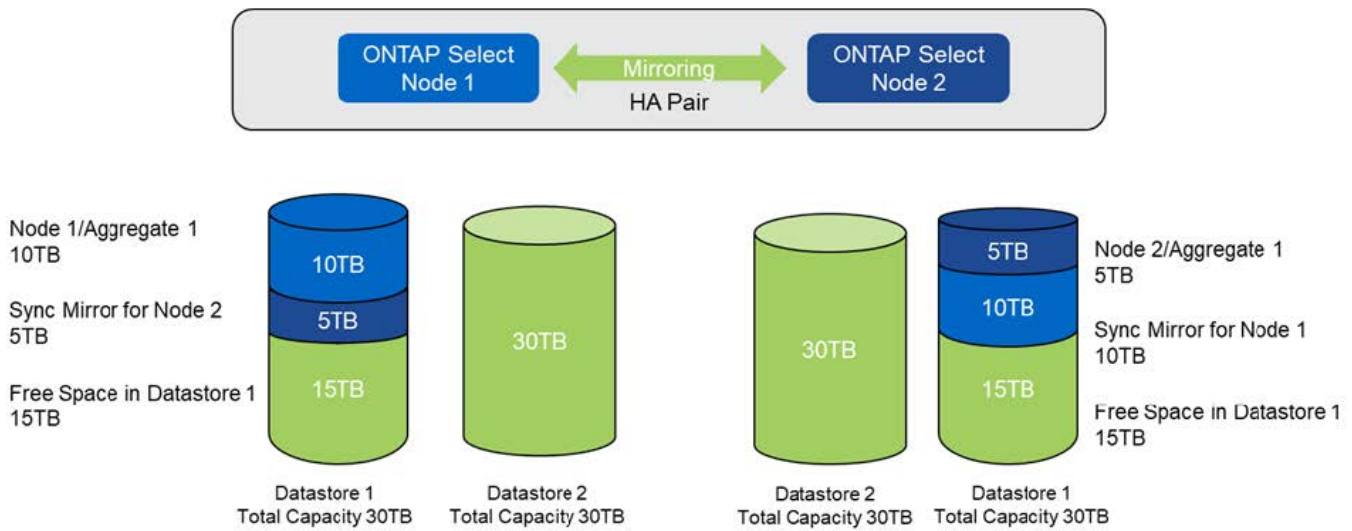 ONTAP Select
Node 1
Mirroring
HA Pair
ONTAP Select
Node 2
Node 1/Aggregate 1
10TB
Sync Mirror for Node 2
5TB
Free Space in Datastore 1
15TB
10TB
5TB
15TB
30TB
30TB
5TB
10TB
15TB
Node 2/Aggregate 1
5TB
Sync Mirror for Node 1
10TB
Free Space in Datastore 1
15TB
Datastore 1
Total Capacity 30TB
Datastore 2
Total Capacity 30TB
Datastore 2
Total Capacity 30TB
Datastore 1
Total Capacity 30TB